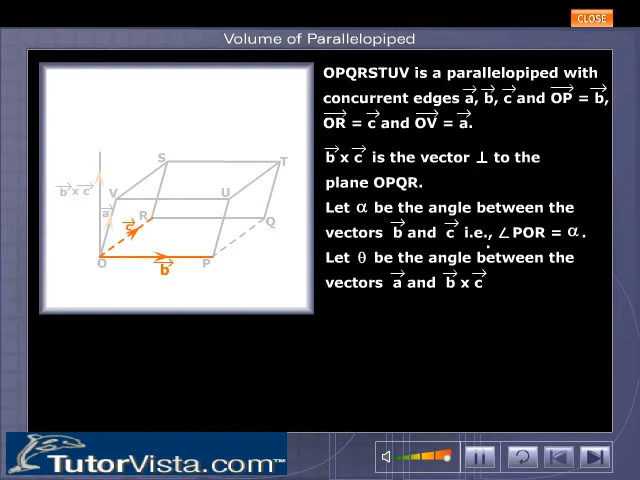 CLOSE
Volume of Parallelopiped
OPQRSTUV is a parallelopiped with
concurrent edges a⃗, b⃗, c⃗ and OP⃗ = b⃗,
OR⃗ = c⃗ and OV⃗ = a⃗.
b⃗ x c⃗ is the vector ⊥ to the
plane OPQR.
Let α be the angle between the
vectors b⃗ and c⃗ i.e., ∠POR = α.
Let θ be the angle between the
vectors a⃗ and b⃗ x c⃗
S
T
b⃗ x c⃗
V
U
a⃗
R
Q
c⃗
O
P
b⃗
TutorVista.com™